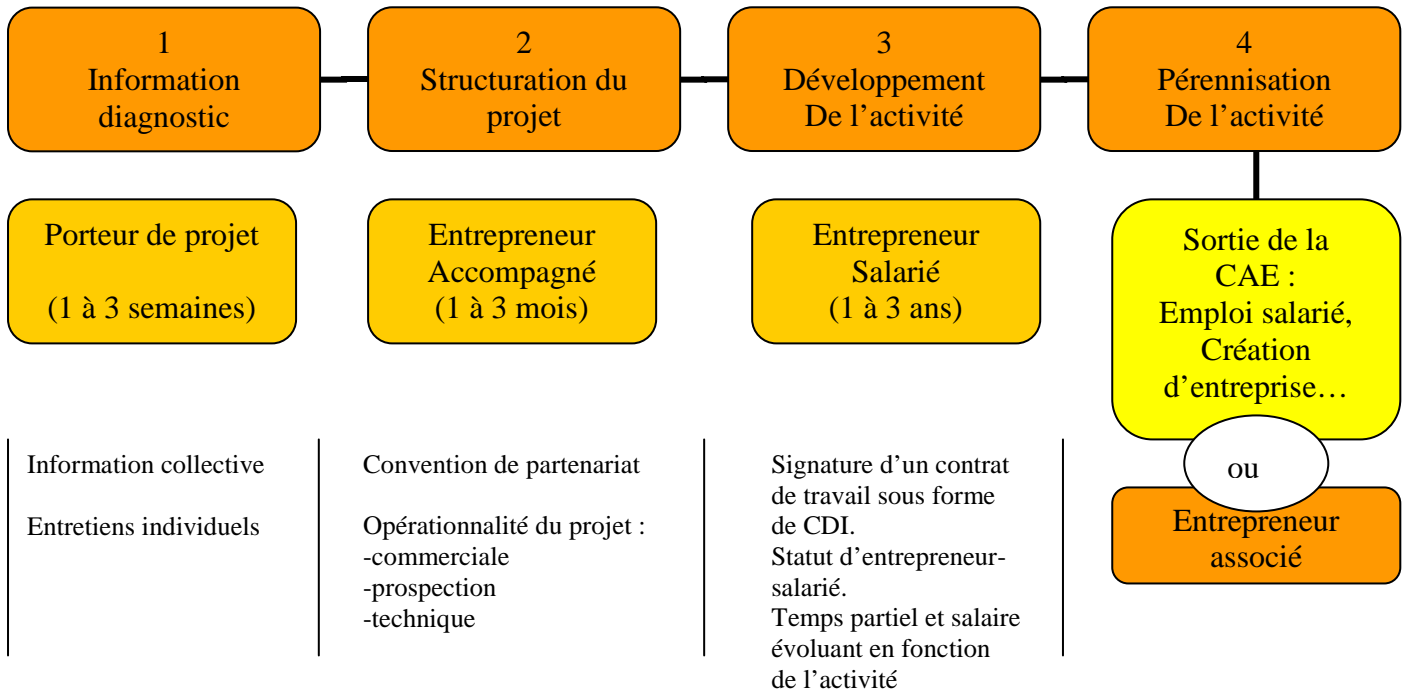 1
Information
diagnostic
2
Structuration du
projet
3
Développement
De l’activité
4
Pérennisation
De l’activité
Porteur de projet
(1 à 3 semaines)
Entrepreneur
Accompagné
(1 à 3 mois)
Entrepreneur
Salarié
(1 à 3 ans)
Sortie de la
CAE :
Emploi salarié,
Création
d’entreprise…
ou
Entrepreneur
associé
Information collective
Entretiens individuels
Convention de partenariat
Opérationnalité du projet :
-commerciale
-prospection
-technique
Signature d’un contrat
de travail sous forme
de CDI.
Statut d’entrepreneur-
salarié.
Temps partiel et salaire
évoluant en fonction
de l’activité